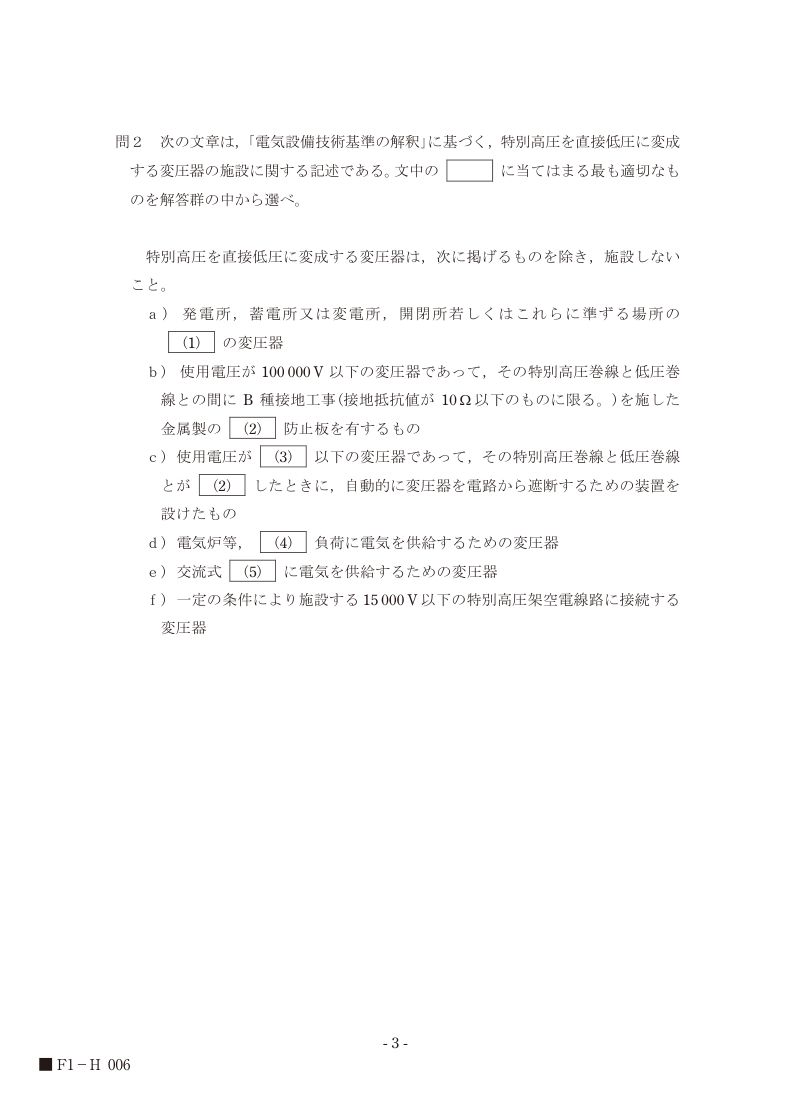 問２　次の文章は，「電気設備技術基準の解釈」に基づく，特別高圧を直接低圧に変成
する変圧器の施設に関する記述である。文中の　　　に当てはまる最も適切なも
のを解答群の中から選べ。
特別高圧を直接低圧に変成する変圧器は，次に掲げるものを除き，施設しない
こと。
ａ） 発電所，蓄電所又は変電所，開閉所若しくはこれらに準ずる場所の
(1) の変圧器
ｂ） 使用電圧が 100 000 V 以下の変圧器であって，その特別高圧巻線と低圧巻
線との間に B 種接地工事（接地抵抗値が 10 Ω 以下のものに限る。）を施した
金属製の (2) 防止板を有するもの
ｃ）使用電圧が (3) 以下の変圧器であって，その特別高圧巻線と低圧巻線
とが (2) したときに，自動的に変圧器を電路から遮断するための装置を
設けたもの
ｄ）電気炉等， (4) 負荷に電気を供給するための変圧器
ｅ）交流式 (5) に電気を供給するための変圧器
ｆ）一定の条件により施設する 15 000 V 以下の特別高圧架空電線路に接続する
変圧器
- 3 -
■ F1－H 006